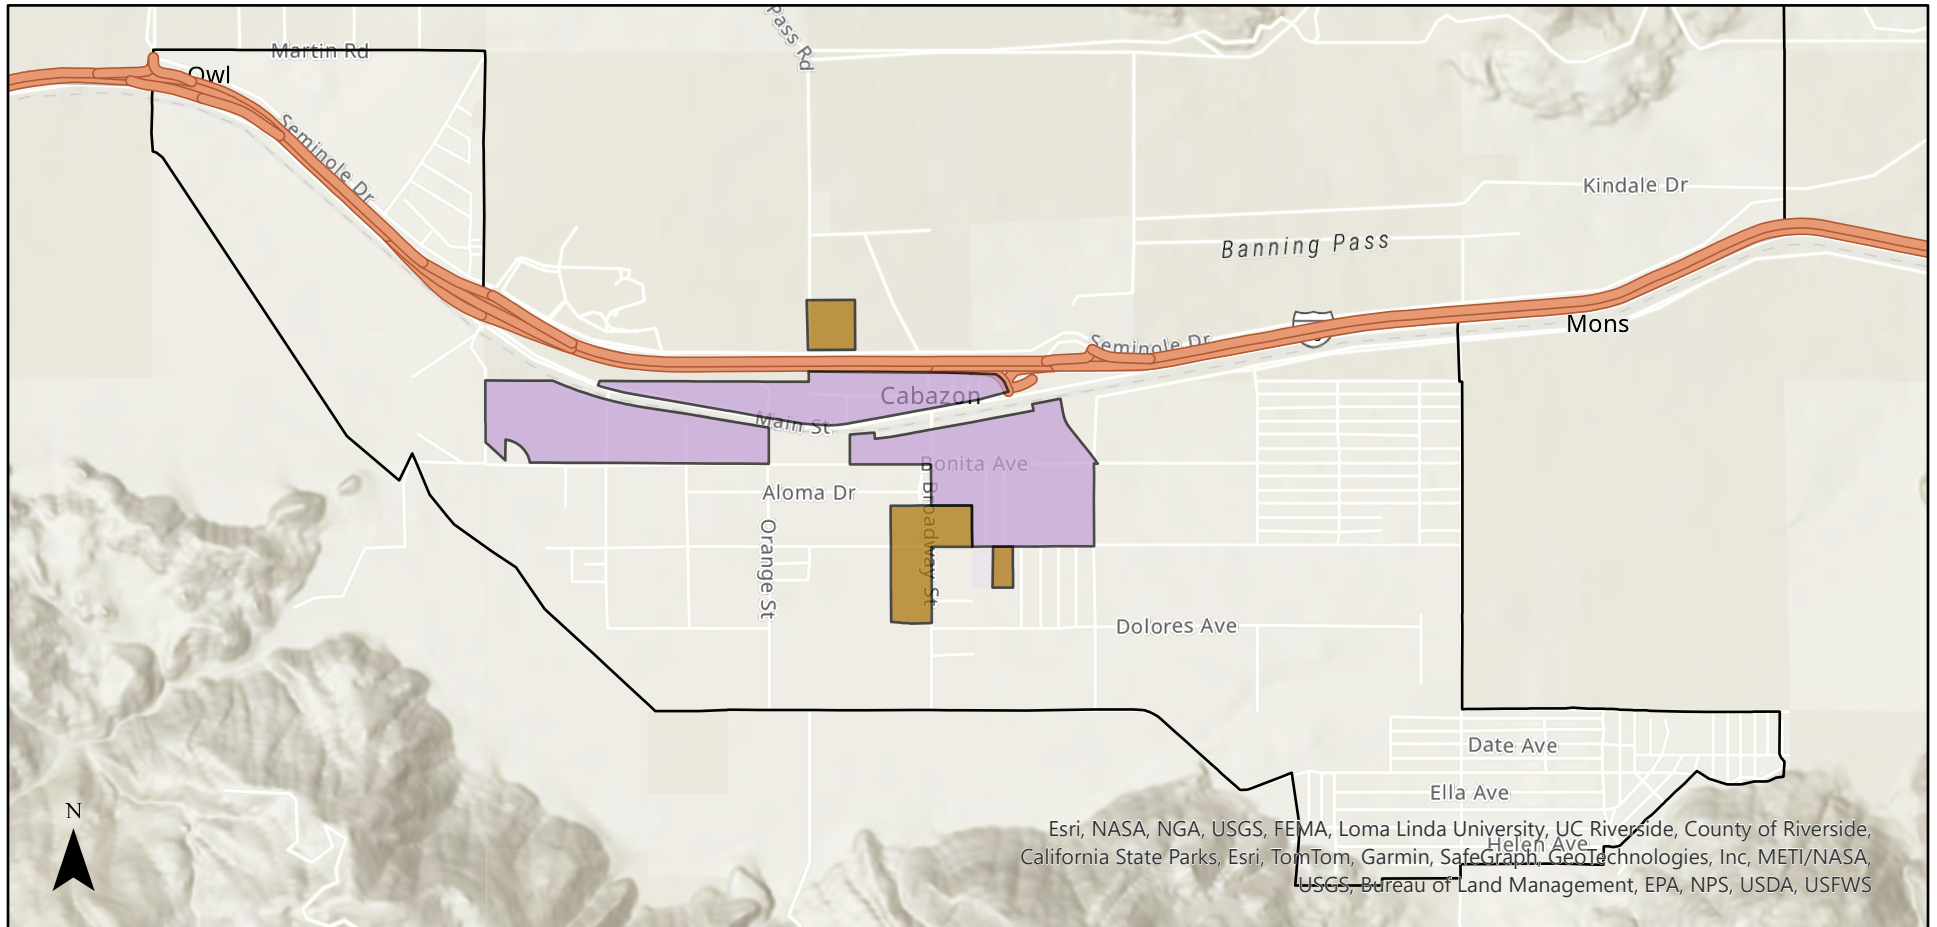 Pass Rd
Martin Rd
Owl
Seminole Dr
Kindale Dr
Banning Pass
Mons
Seminole Dr
Cabazon
Main St
Bonita Ave
Aloma Dr
Broadway St
Orange St
Dolores Ave
Date Ave
Ella Ave
N
Esri, NASA, NGA, USGS, FEMA, Loma Linda University, UC Riverside, County of Riverside,
Helen Ave
California State Parks, Esri, TomTom, Garmin, SafeGraph, GeoTechnologies, Inc, METI/NASA,
USGS, Bureau of Land Management, EPA, NPS, USDA, USFWS